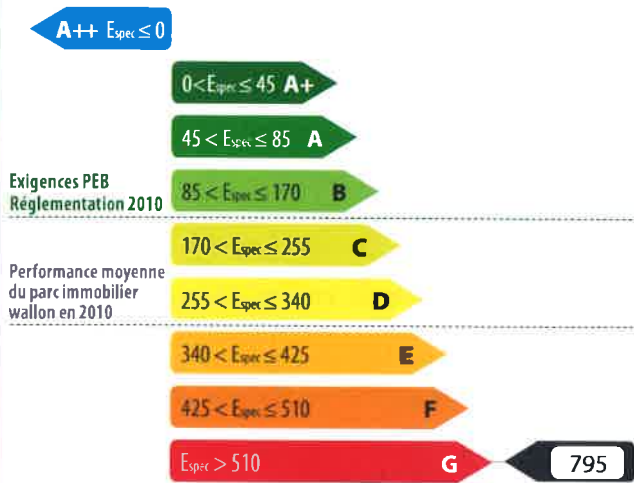 A++ Espec ≤ 0
0<Espec ≤ 45 A+
45 < Espec ≤ 85 A
Exigences PEB
Réglementation 2010
85 < Espec ≤ 170 B
170 < Espec ≤ 255 C
Performance moyenne
du parc immobilier
wallon en 2010
255 < Espec ≤ 340 D
340 < Espec ≤ 425 E
425 < Espec ≤ 510 F
Espec > 510 G
795